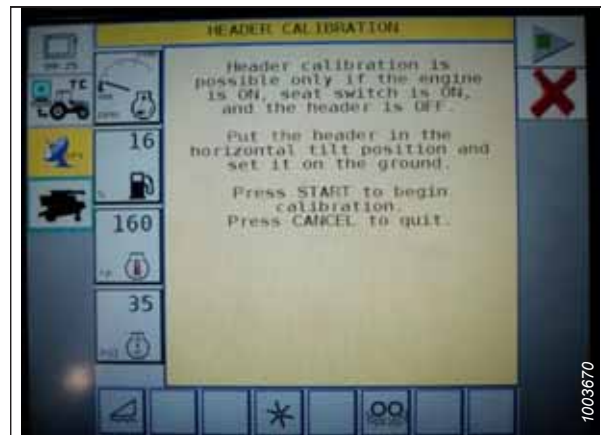 HEADER CALIBRATION
Header calibration is
possible only if the engine
is ON, seat switch is ON,
and the header is OFF.
Put the header in the
horizontal tilt position and
set it on the ground.
Press START to begin
calibration.
Press CANCEL to quit.
TC
16
160
35
1003670